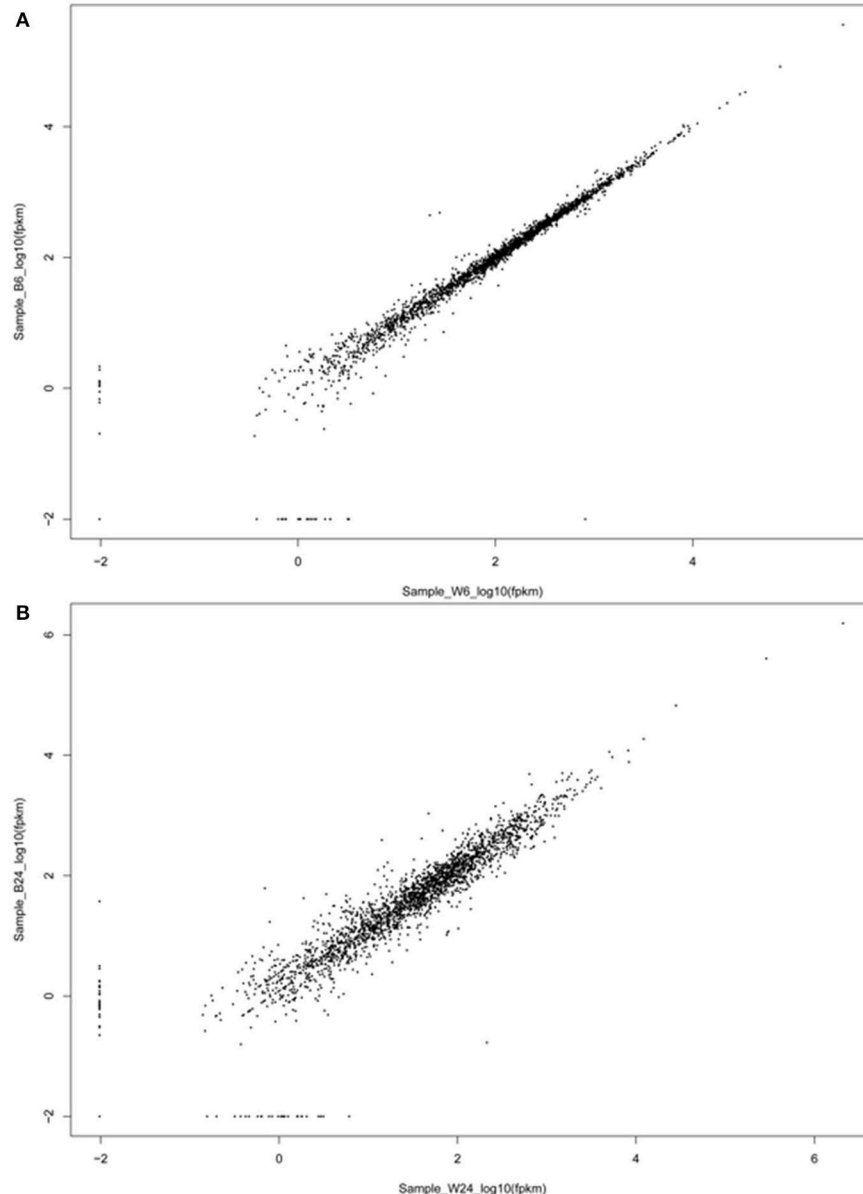 A
4
2
0
-2
Sample_B6_log10(fpkm)
-2 0 2 4
Sample_W6_log10(fpkm)
B
6
4
2
0
-2
Sample_B24_log10(fpkm)
-2 0 2 4 6
Sample_W24_log10(fpkm)